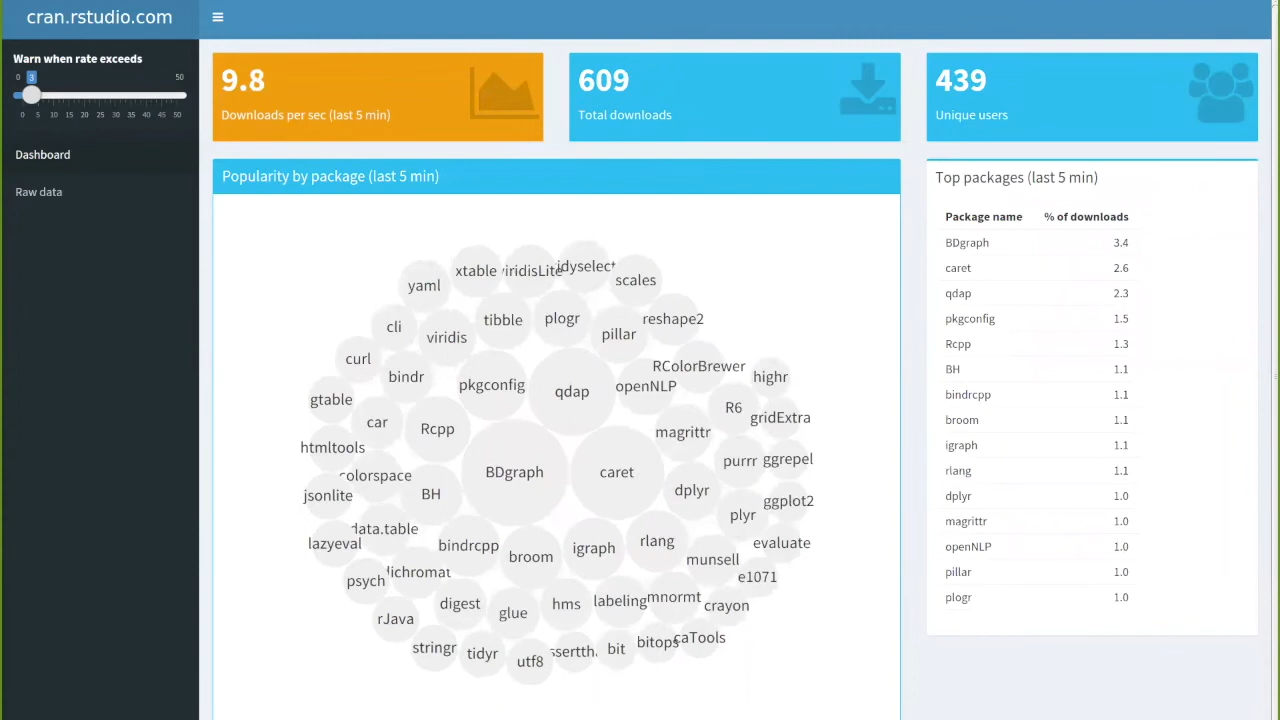 cran.rstudio.com
Warn when rate exceeds
0 3 50
0 5 10 15 20 25 30 35 40 45 50
Dashboard
Raw data
9.8
Downloads per sec (last 5 min)
609
Total downloads
439
Unique users
Popularity by package (last 5 min)
xtable viridisLite idyselect
yaml scales
tibble plogr reshape2
cli viridis pillar
curl RColorBrewer
bindr pkgconfig qdap openNLP highr
gtable R6 gridExtra
car Rcpp magrittr
htmltools purrr ggrepel
colorspace BDgraph caret
jsonlite BH dplyr ggplot2
data.table plyr
lazyeval bindrcpp broom igraph rlang evaluate
psych lichromat munsell e1071
digest glue hms labeling mnormt crayon
rJava
stringr tidyr utf8 ssertth bit bitops caTools
Top packages (last 5 min)
Package name % of downloads
BDgraph 3.4
caret 2.6
qdap 2.3
pkgconfig 1.5
Rcpp 1.3
BH 1.1
bindrcpp 1.1
broom 1.1
igraph 1.1
rlang 1.1
dplyr 1.0
magrittr 1.0
openNLP 1.0
pillar 1.0
plogr 1.0